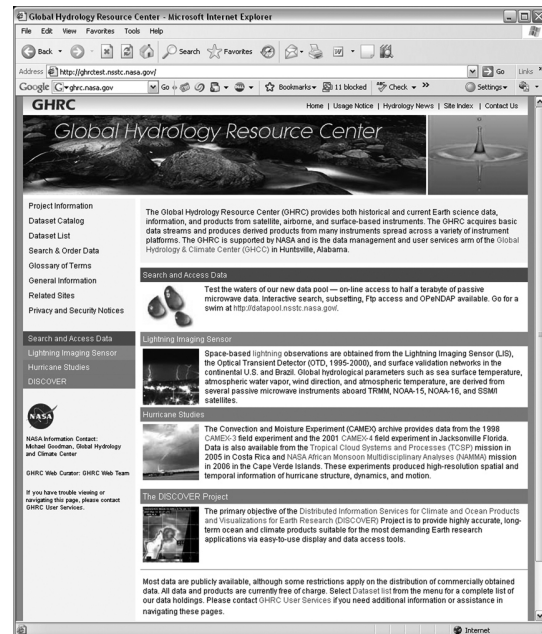 Global Hydrology Resource Center - Microsoft Internet Explorer
File Edit View Favorites Tools Help
Back Search Favorites
Address http://ghrctest.nsstc.nasa.gov/ Go Links
Google ghrc.nasa.gov Go Bookmarks 11 blocked Check Settings
GHRC
Home | Usage Notice | Hydrology News | Site Index | Contact Us
Global Hydrology Resource Center
Project Information
Dataset Catalog
Dataset List
Search & Order Data
Glossary of Terms
General Information
Related Sites
Privacy and Security Notices
Search and Access Data
Lightning Imaging Sensor
Hurricane Studies
DISCOVER
NASA
NASA Information Contact:
Michael Goodman, Global Hydrology
and Climate Center
GHRC Web Curator: GHRC Web Team
If you have trouble viewing or
navigating this page, please contact
GHRC User Services.
The Global Hydrology Resource Center (GHRC) provides both historical and current Earth science data,
information, and products from satellite, airborne, and surface-based instruments. The GHRC acquires basic
data streams and produces derived products from many instruments spread across a variety of instrument
platforms. The GHRC is supported by NASA and is the data management and user services arm of the Global
Hydrology & Climate Center (GHCC) in Huntsville, Alabama.
Search and Access Data
Test the waters of our new data pool — on-line access to half a terabyte of passive
microwave data. Interactive search, subsetting, Ftp access and OPeNDAP available. Go for a
swim at http://datapool.nsstc.nasa.gov/.
Lightning Imaging Sensor
Space-based lightning observations are obtained from the Lightning Imaging Sensor (LIS),
the Optical Transient Detector (OTD, 1995-2000), and surface validation networks in the
continental U.S. and Brazil. Global hydrological parameters such as sea surface temperature,
atmospheric water vapor, wind direction, and atmospheric temperature, are derived from
several passive microwave instruments aboard TRMM, NOAA-15, NOAA-16, and SSM/I
satellites.
Hurricane Studies
The Convection and Moisture Experiment (CAMEX) archive provides data from the 1998
CAMEX-3 field experiment and the 2001 CAMEX-4 field experiment in Jacksonville Florida.
Data is also available from the Tropical Cloud Systems and Processes (TCSP) mission in
2005 in Costa Rica and NASA African Monsoon Multidisciplinary Analyses (NAMMA) mission
in 2006 in the Cape Verde Islands. These experiments produced high-resolution spatial and
temporal information of hurricane structure, dynamics, and motion.
The DISCOVER Project
The primary objective of the Distributed Information Services for Climate and Ocean Products
and Visualizations for Earth Research (DISCOVER) Project is to provide highly accurate, long-
term ocean and climate products suitable for the most demanding Earth research
applications via easy-to-use display and data access tools.
Most data are publicly available, although some restrictions apply on the distribution of commercially obtained
data. All data and products are currently free of charge. Select Dataset list from the menu for a complete list of
our data holdings. Please contact GHRC User Services if you need additional information or assistance in
navigating these pages.
Internet